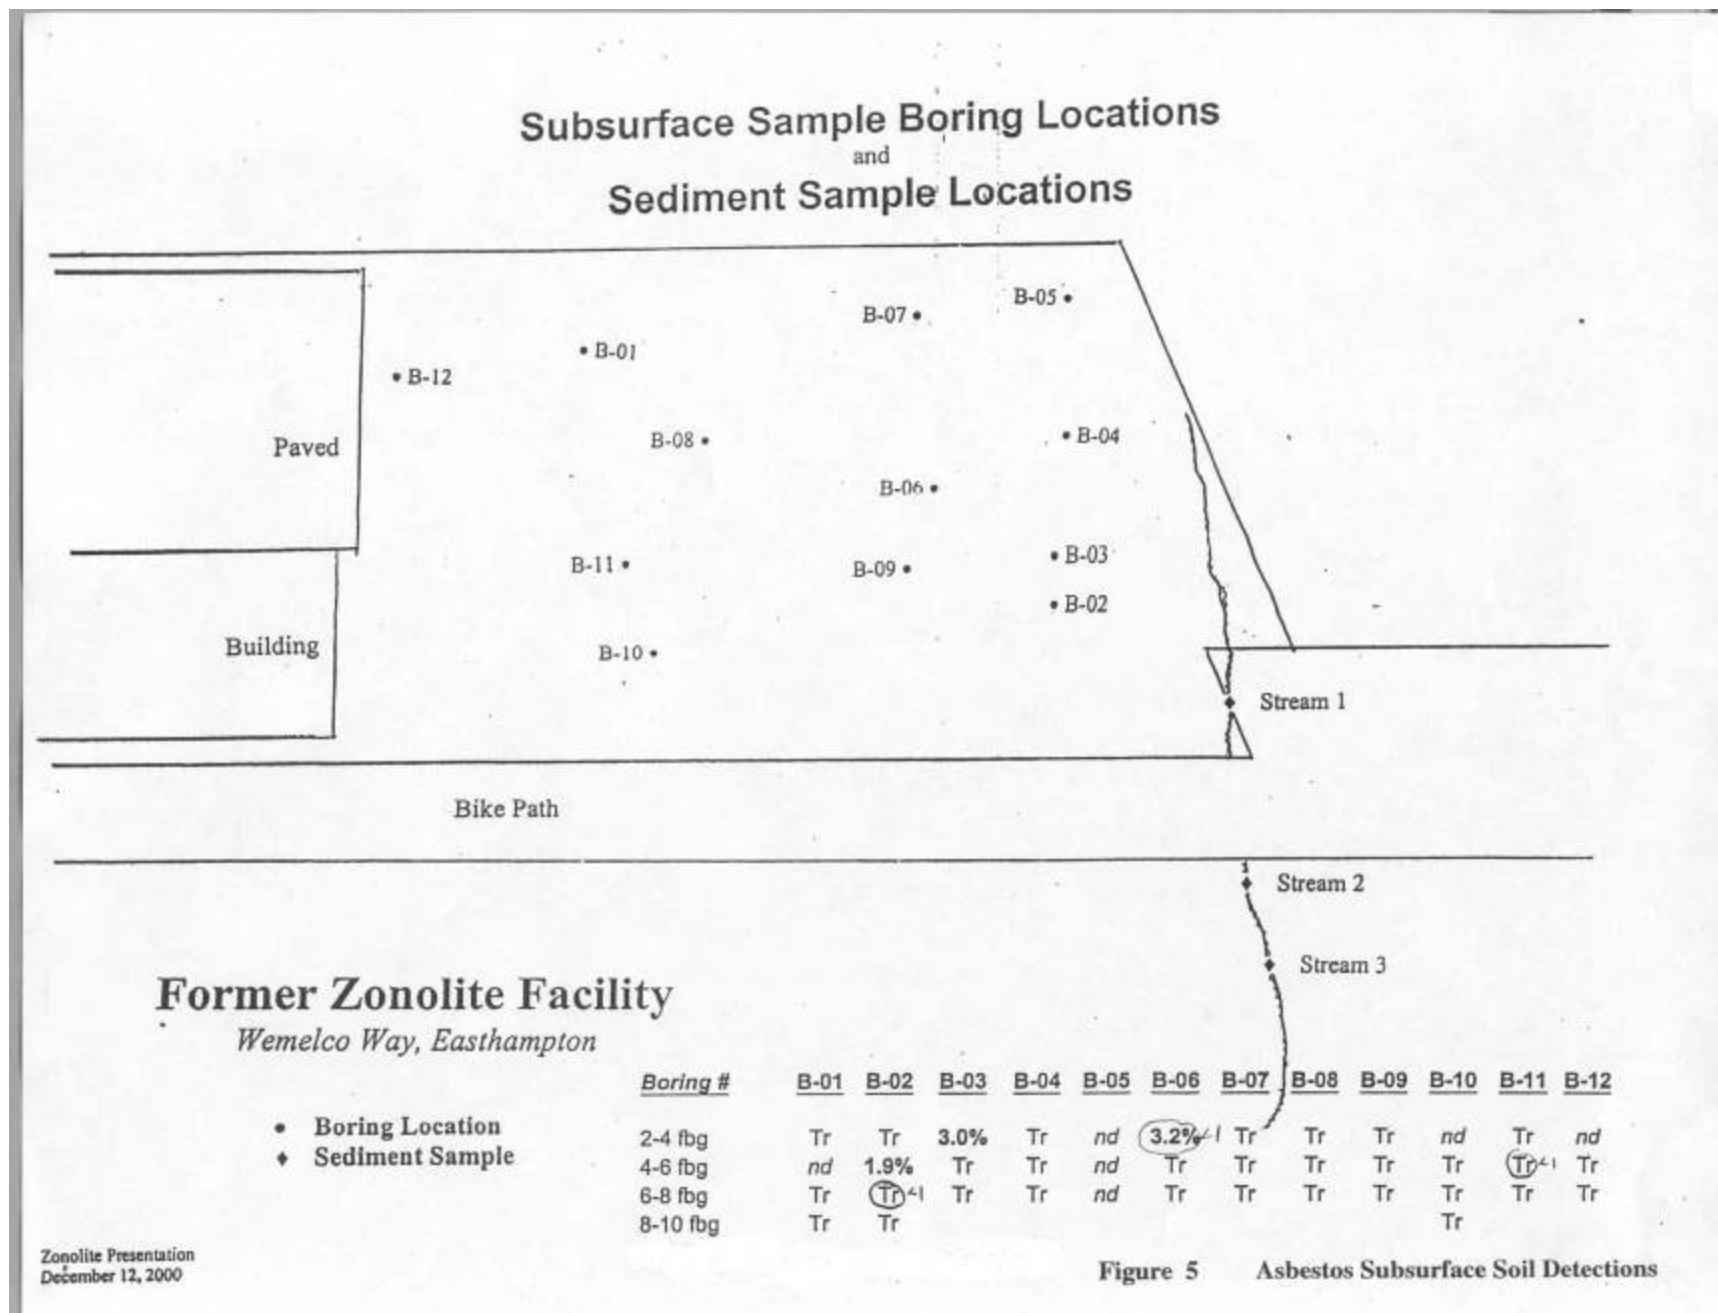 Subsurface Sample Boring Locations
and
Sediment Sample Locations
B-05
B-07
B-01
B-12
B-04
B-08
Paved
B-06
B-03
B-11
B-09
B-02
Building
B-10
Stream 1
Bike Path
Stream 2
Stream 3
Former Zonolite Facility
Wemelco Way, Easthampton
Boring Location
Sediment Sample
Boring # B-01 B-02 B-03 B-04 B-05 B-06 B-07 B-08 B-09 B-10 B-11 B-12
2-4 fbg Tr Tr 3.0% Tr nd 3.2% <1 Tr Tr Tr nd Tr nd
4-6 fbg nd 1.9% Tr Tr nd Tr Tr Tr Tr Tr Tr <1 Tr
6-8 fbg Tr Tr <1 Tr Tr nd Tr Tr Tr Tr Tr Tr Tr
8-10 fbg Tr Tr Tr
Zonolite Presentation
December 12, 2000
Figure 5 Asbestos Subsurface Soil Detections